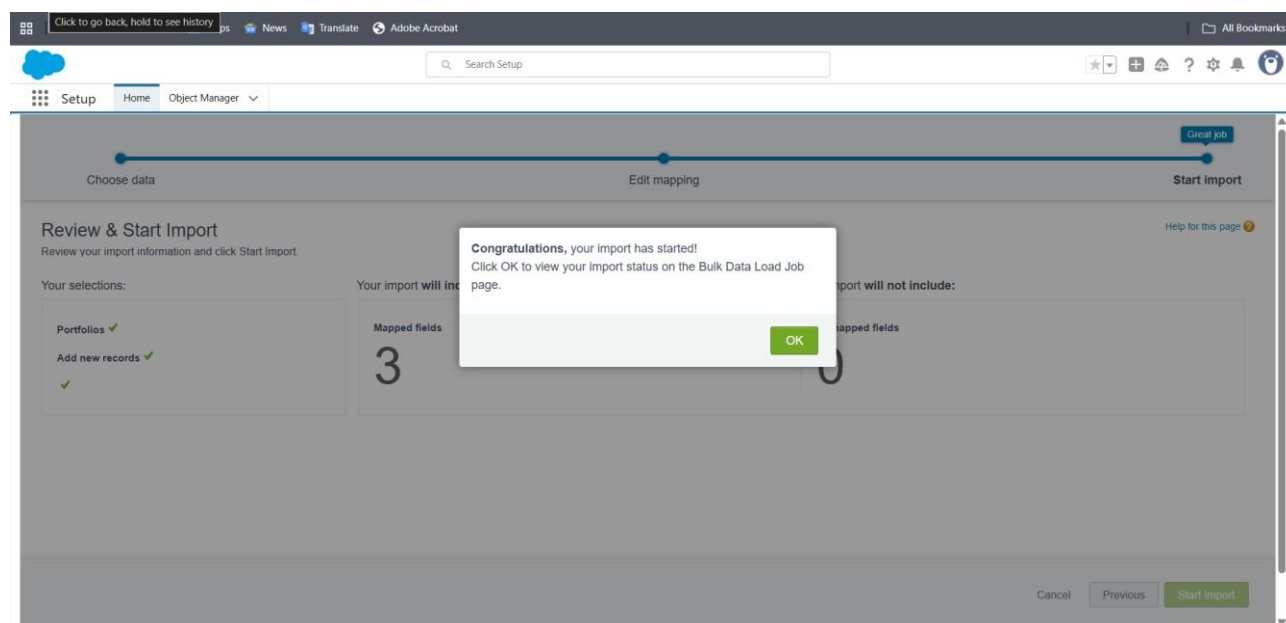 Click to go back, hold to see history
ps News Translate Adobe Acrobat All Bookmarks
Search Setup
Setup Home Object Manager
Great job
Choose data Edit mapping Start import
Review & Start Import
Help for this page
Review your import information and click Start Import.
Congratulations, your import has started!
Click OK to view your import status on the Bulk Data Load Job
page.
Your selections: Your import will inc port will not include:
Portfolios Mapped fields mapped fields
Add new records 3 0
OK
Cancel Previous Start Import